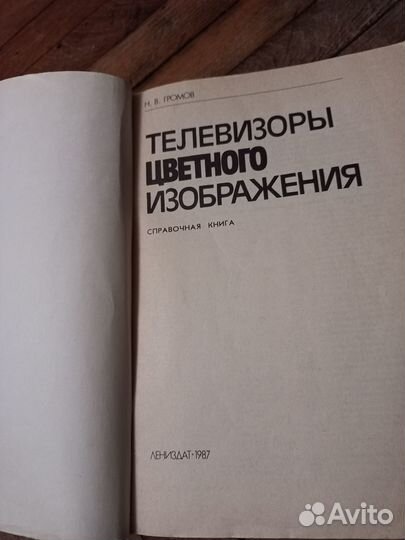 Н. В. ГРОМОВ
ТЕЛЕВИЗОРЫ
ЦВЕТНОГО
ИЗОБРАЖЕНИЯ
СПРАВОЧНАЯ КНИГА
ЛЕНИЗДАТ·1987
Avito